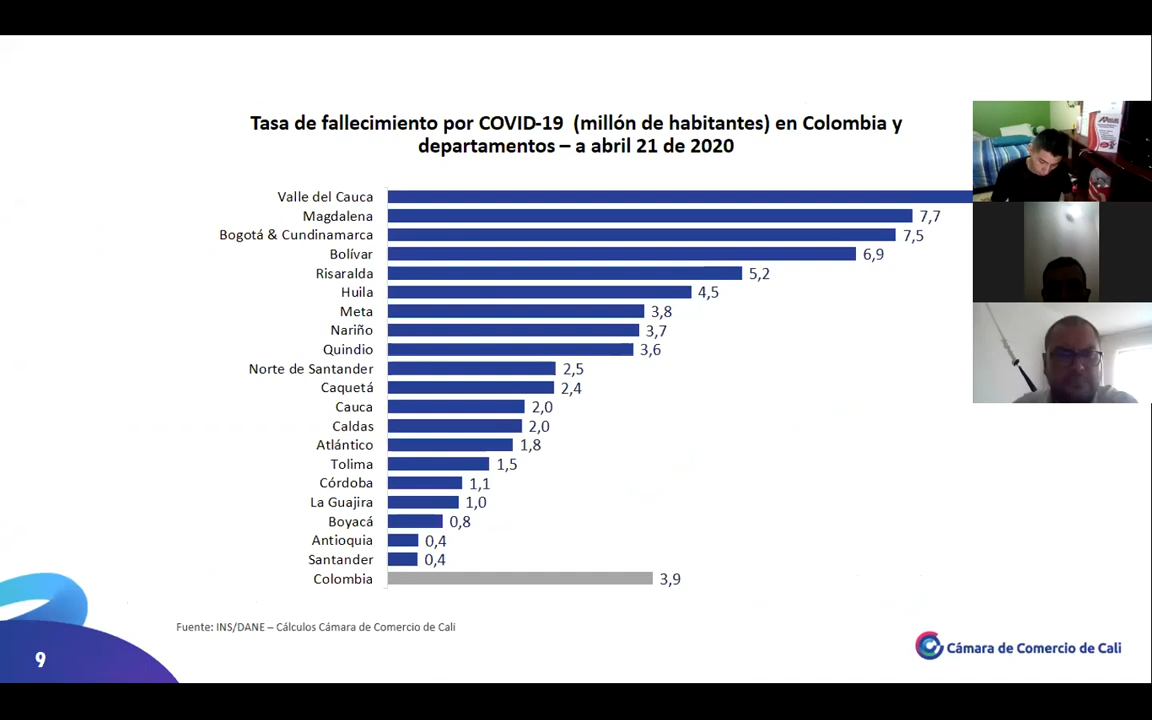 Tasa de fallecimiento por COVID-19 (millón de habitantes) en Colombia y
departamentos – a abril 21 de 2020
Valle del Cauca
Magdalena 7,7
Bogotá & Cundinamarca 7,5
Bolívar 6,9
Risaralda 5,2
Huila 4,5
Meta 3,8
Nariño 3,7
Quindio 3,6
Norte de Santander 2,5
Caquetá 2,4
Cauca 2,0
Caldas 2,0
Atlántico 1,8
Tolima 1,5
Córdoba 1,1
La Guajira 1,0
Boyacá 0,8
Antioquia 0,4
Santander 0,4
Colombia 3,9
Fuente: INS/DANE – Cálculos Cámara de Comercio de Cali
9
Cámara de Comercio de Cali